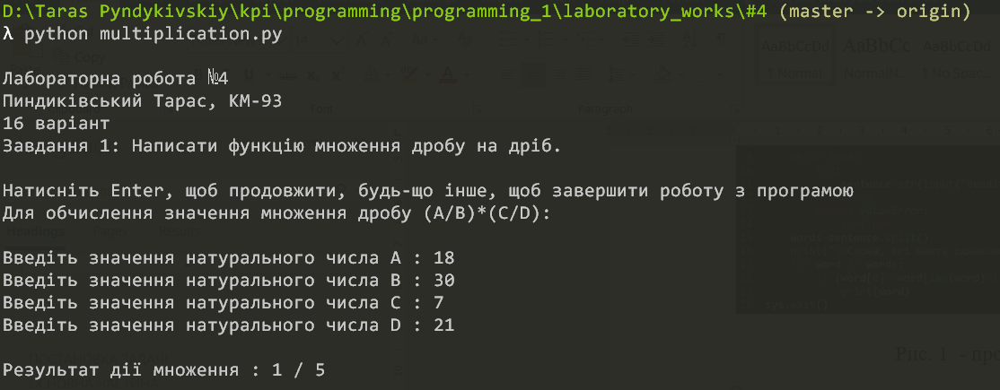 D:\Taras Pyndykivskiy\kpi\programming\programming_1\laboratory_works\#4 (master -> origin)
λ python multiplication.py
Лабораторна робота №4
Пиндиківський Тарас, КМ-93
16 варіант
Завдання 1: Написати функцію множення дробу на дріб.
Натисніть Enter, щоб продовжити, будь-що інше, щоб завершити роботу з програмою
Для обчислення значення множення дробу (A/B)*(C/D):
Введіть значення натурального числа A : 18
Введіть значення натурального числа B : 30
Введіть значення натурального числа C : 7
Введіть значення натурального числа D : 21
Результат дії множення : 1 / 5